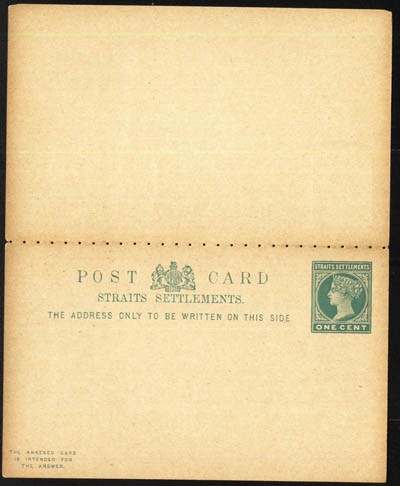 POST CARD
STRAITS SETTLEMENTS.
THE ADDRESS ONLY TO BE WRITTEN ON THIS SIDE
STRAITS SETTLEMENTS
ONE CENT
THE ANNEXED CARD
IS INTENDED FOR
THE ANSWER.